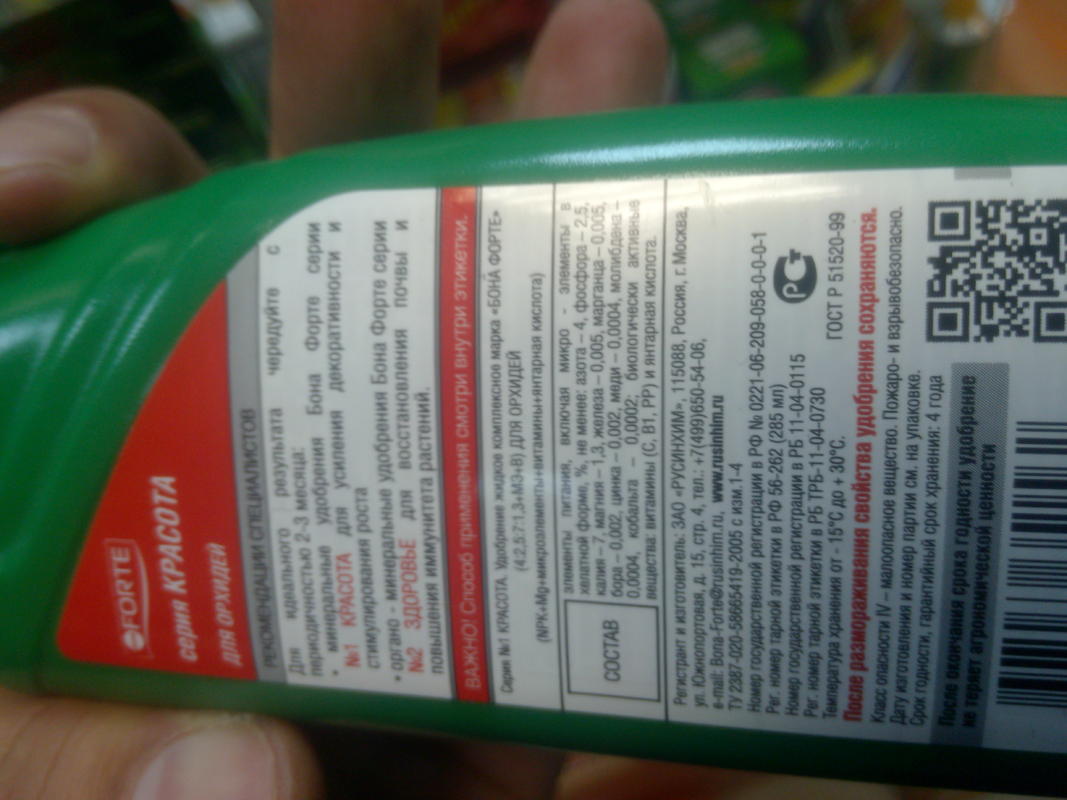 FORTE
серия КРАСОТА
ДЛЯ ОРХИДЕЙ
РЕКОМЕНДАЦИИ СПЕЦИАЛИСТОВ
Для идеального результата чередуйте с
периодичностью 2-3 месяца:
• минеральные удобрения Бона Форте серии
№1 КРАСОТА для усиления декоративности и
стимулирования роста
• органо - минеральные удобрения Бона Форте серии
№2 ЗДОРОВЬЕ для восстановления почвы и
повышения иммунитета растений.
ВАЖНО! Способ применения смотри внутри этикетки.
Серия №1 КРАСОТА. Удобрение жидкое комплексное марка «БОНА ФОРТЕ»
(4:2,5:7:1,3+МЭ+В) ДЛЯ ОРХИДЕЙ
(NPK+Mg+микроэлементы+витамины+янтарная кислота)
СОСТАВ
элементы питания, включая микро - элементы в
хелатной форме, %, не менее: азота – 4, фосфора – 2,5,
калия – 7, магния – 1,3, железа – 0,005, марганца – 0,005,
бора – 0,002, цинка – 0,002, меди – 0,0004, молибдена –
0,0004, кобальта – 0,0002; биологически активные
вещества: витамины (С, В1, РР) и янтарная кислота.
Регистрант и изготовитель: ЗАО «РУСИНХИМ», 115088, Россия, г. Москва,
ул. Южнопортовая, д. 15, стр. 4, тел.: +7(499)650-54-06,
e-mail: Bona-Forte@rusinhim.ru, www.rusinhim.ru
ТУ 2387-020-58665419-2005 с изм.1-4
Номер государственной регистрации в РФ № 0221-06-209-058-0-0-0-1
Рег. номер тарной этикетки в РФ 56-262 (285 мл)
Номер государственной регистрации в РБ 11-04-0115
Рег. номер тарной этикетки в РБ ТРБ-11-04-0730
ГОСТ Р 51520-99
Температура хранения от - 15°С до + 30°С.
После размораживания свойства удобрения сохраняются.
Класс опасности IV – малоопасное вещество. Пожаро- и взрывобезопасно.
Дату изготовления и номер партии см. на упаковке.
Срок годности, гарантийный срок хранения: 4 года
После окончания срока годности удобрение
не теряет агрономической ценности